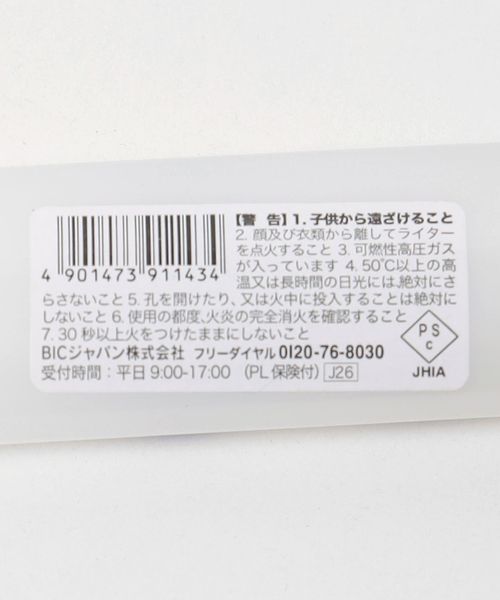 【警 告】1. 子供から遠ざけること
2. 顔及び衣類から離してライター
を点火すること 3. 可燃性高圧ガス
が入っています 4. 50℃以上の高
温又は長時間の日光には、絶対にさ
らさないこと 5. 孔を開けたり、又は火中に投入することは絶対に
しないこと 6. 使用の都度、火炎の完全消火を確認すること
7. 30 秒以上火をつけたままにしないこと
BICジャパン株式会社 フリーダイヤル 0120-76-8030
受付時間：平日 9:00-17:00 (PL 保険付) J26
4 901473 911434
PS
c
JHIA